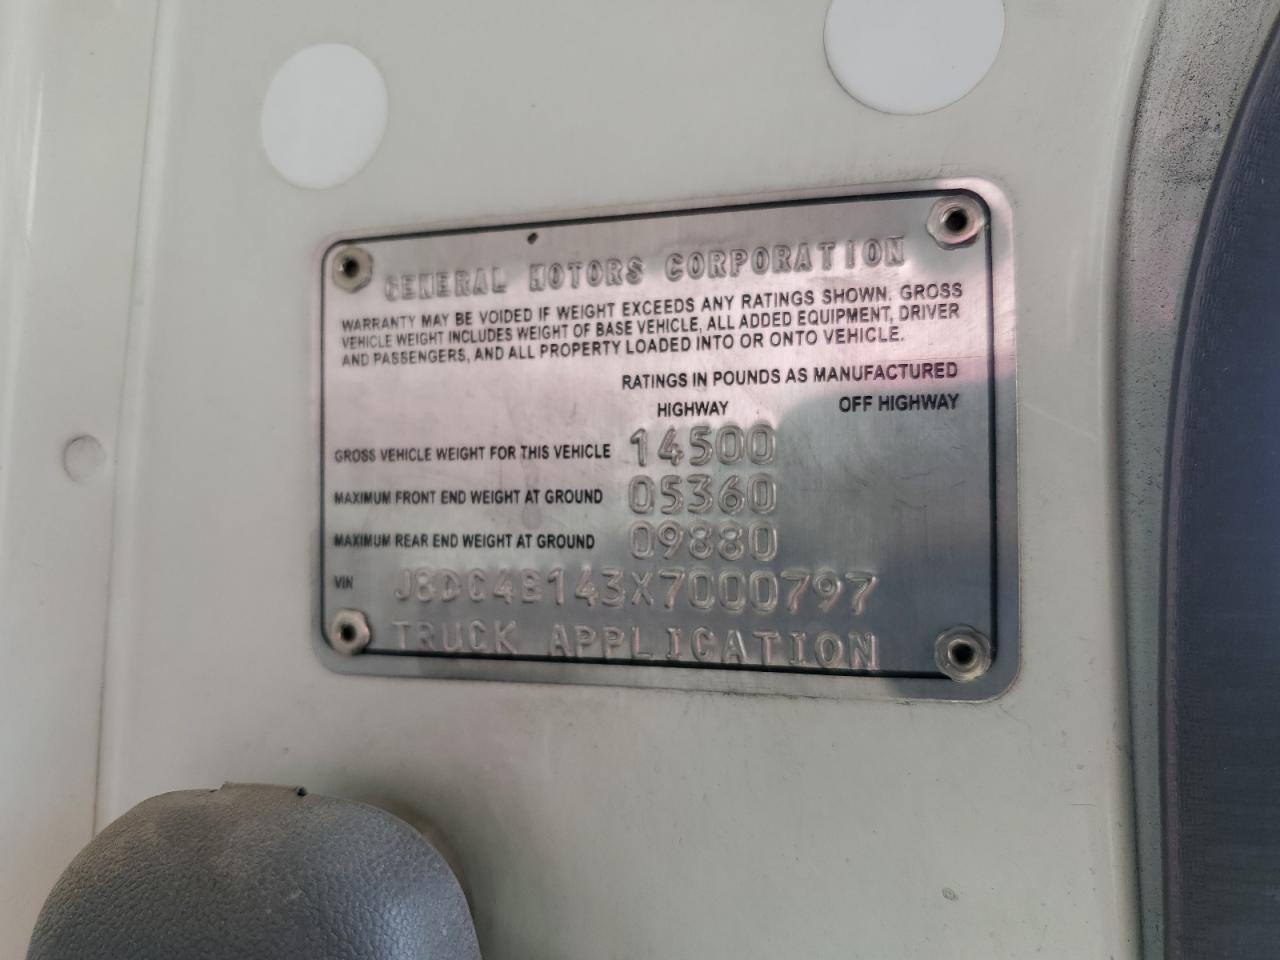 GENERAL MOTORS CORPORATION
WARRANTY MAY BE VOIDED IF WEIGHT EXCEEDS ANY RATINGS SHOWN. GROSS
VEHICLE WEIGHT INCLUDES WEIGHT OF BASE VEHICLE, ALL ADDED EQUIPMENT, DRIVER
AND PASSENGERS, AND ALL PROPERTY LOADED INTO OR ONTO VEHICLE.
RATINGS IN POUNDS AS MANUFACTURED
HIGHWAY OFF HIGHWAY
GROSS VEHICLE WEIGHT FOR THIS VEHICLE 14500
MAXIMUM FRONT END WEIGHT AT GROUND 05360
MAXIMUM REAR END WEIGHT AT GROUND 09880
VIN J8DC4B143X7000797
TRUCK APPLICATION